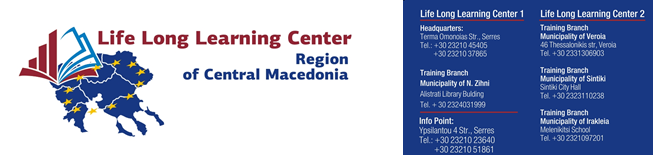 Life Long Learning Center
Region
of Central Macedonia
Life Long Learning Center 1
Headquarters:
Terma Omonoias Str., Serres
Tel.: +30 23210 45405
+30 23210 37865
Training Branch
Municipality of N. Zihni
Alistrati Library Bulding
Tel. + 30 2324031999
Info Point:
Ypsilantou 4 Str., Serres
Tel.: +30 23210 23640
+30 23210 51861
Life Long Learning Center 2
Training Branch
Municipality of Veroia
46 Thessalonikis str, Veroia
Tel. +30 2331306903
Training Branch
Municipality of Sintiki
Sintiki City Hall
Tel. +30 2323110238
Training Branch
Municipality of Irakleia
Melenikitsi School
Tel. +30 2321097201